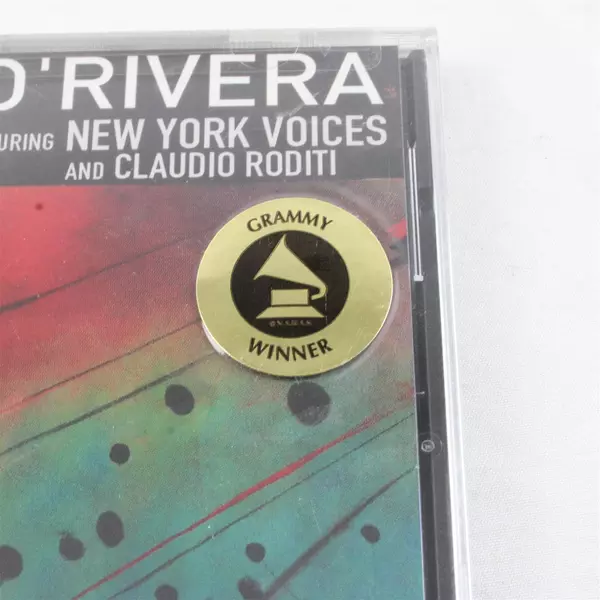 D'RIVERA
URING NEW YORK VOICES
AND CLAUDIO RODITI
GRAMMY
WINNER